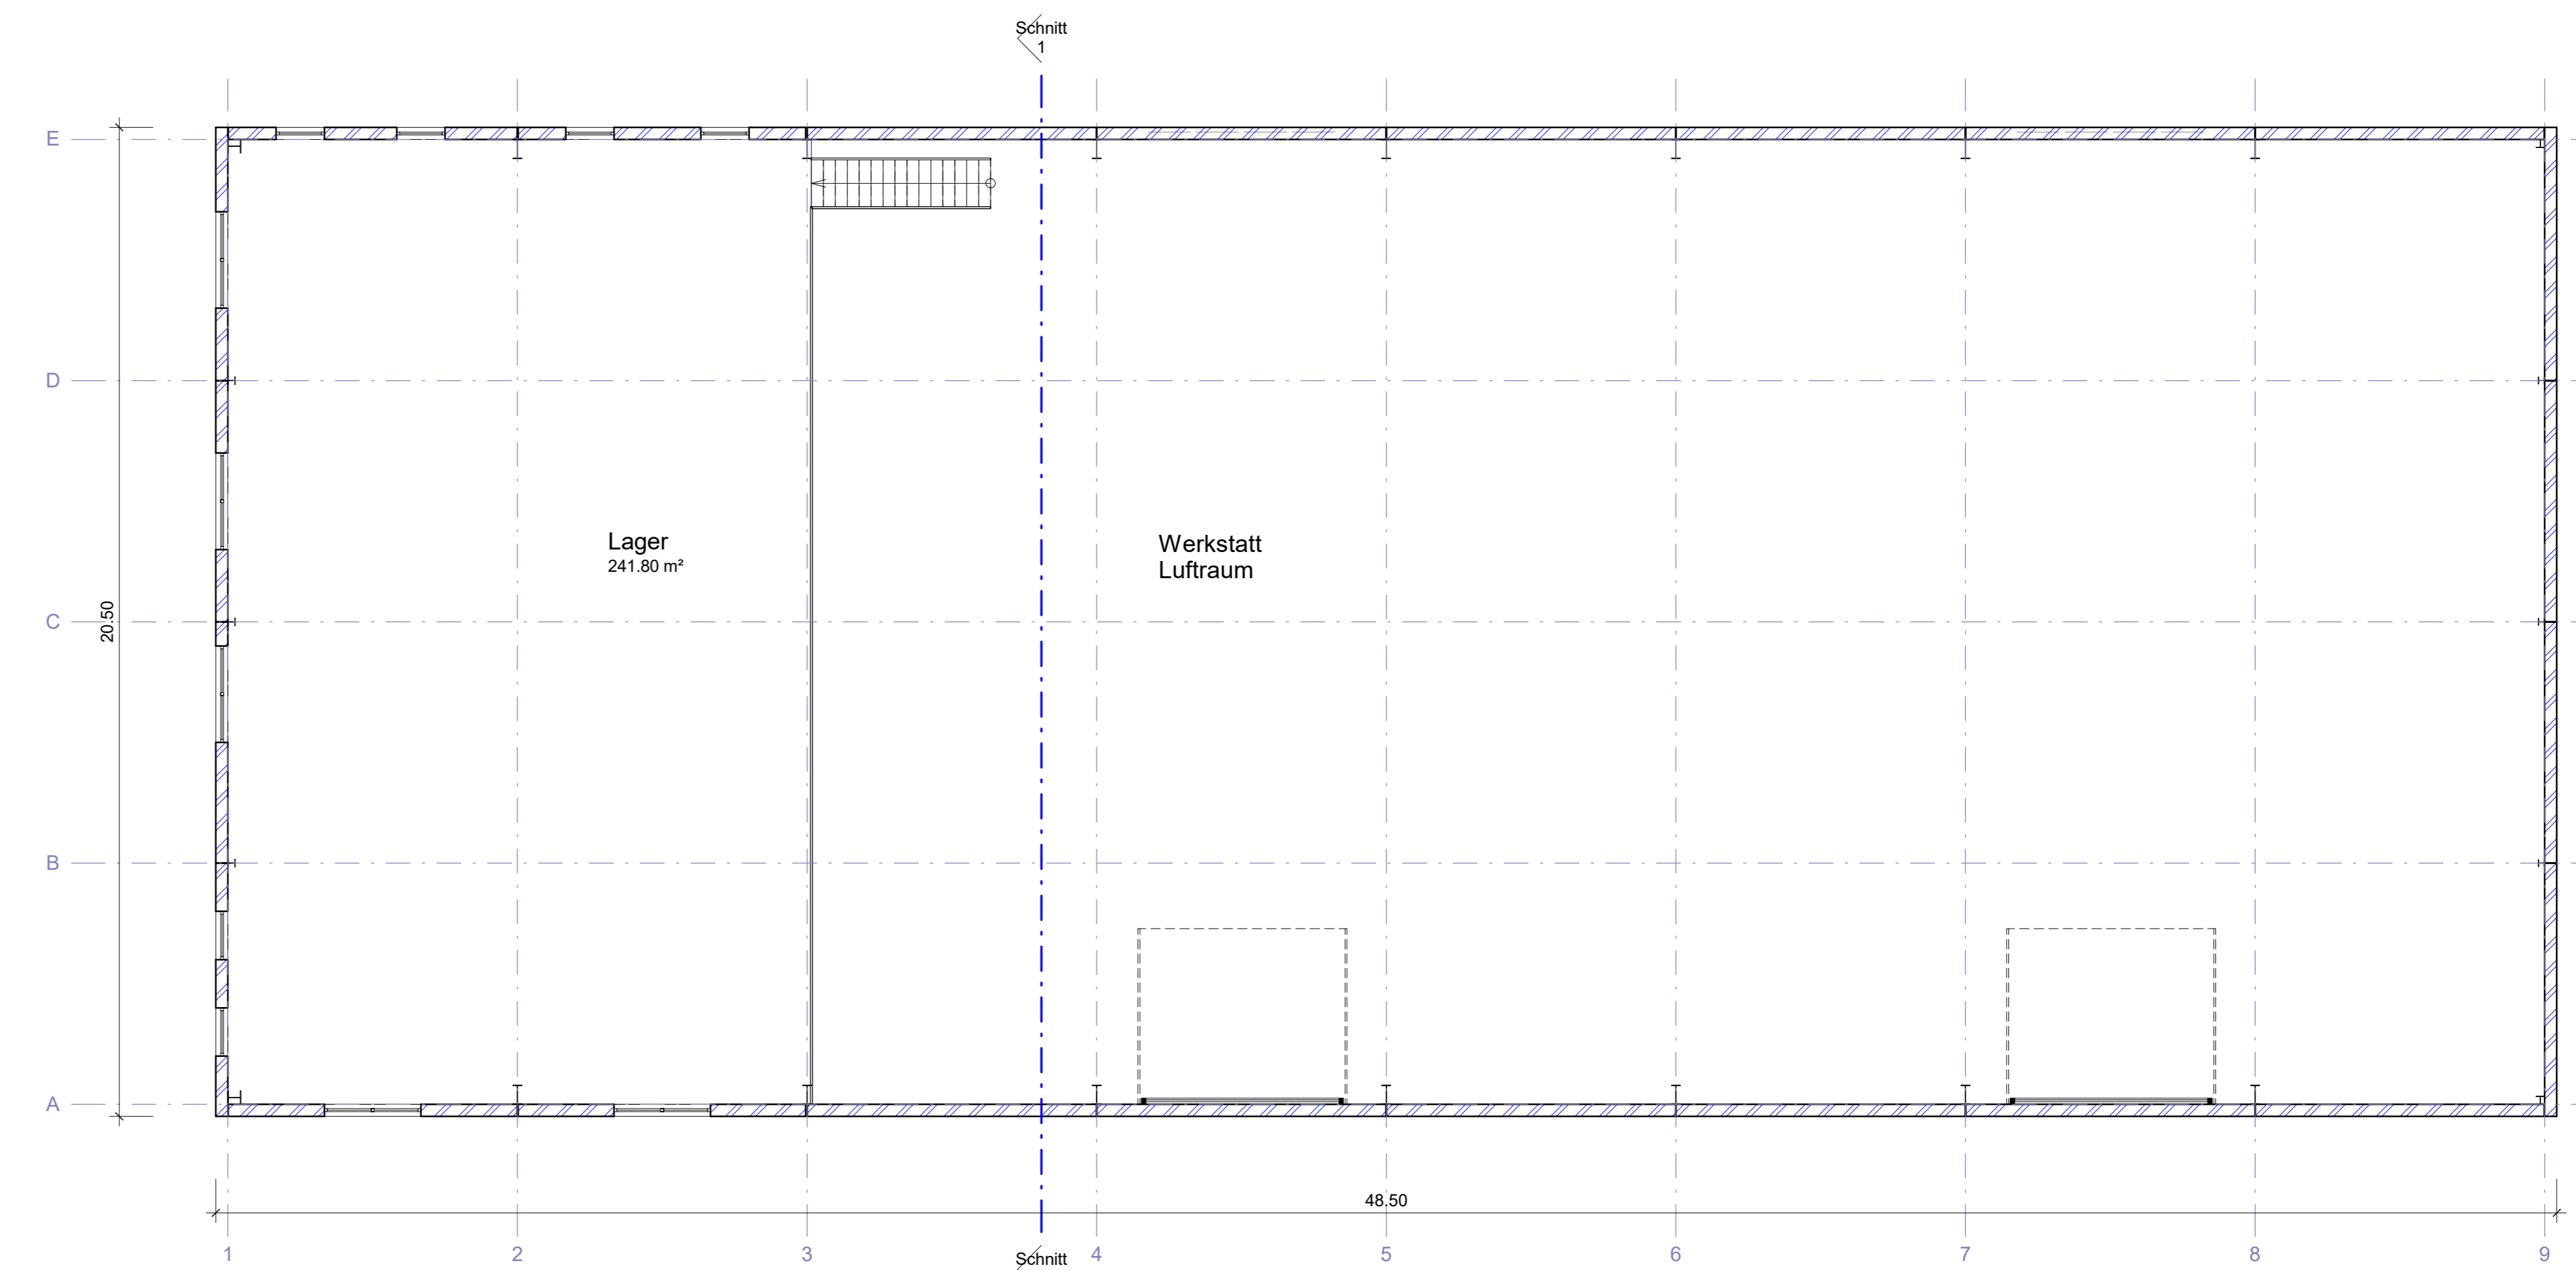 Schnitt
1
E
D
Lager
241.80 m²
Werkstatt
Luftraum
C
20.50
B
A
48.50
1 2 3 4 5 6 7 8 9
Schnitt